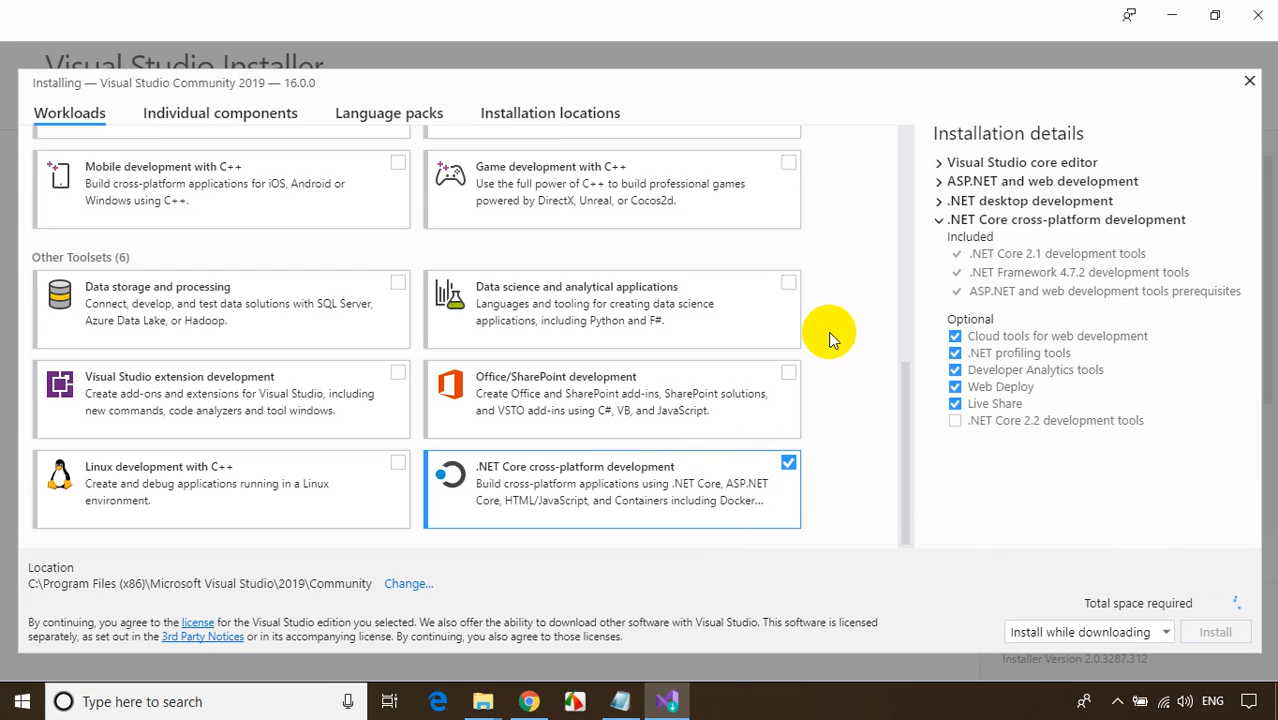 Visual Studio Installer
Installing — Visual Studio Community 2019 — 16.0.0
Workloads
Individual components
Language packs
Installation locations
Mobile development with C++
Build cross-platform applications for iOS, Android or
Windows using C++.
Game development with C++
Use the full power of C++ to build professional games
powered by DirectX, Unreal, or Cocos2d.
Other Toolsets (6)
Data storage and processing
Connect, develop, and test data solutions with SQL Server,
Azure Data Lake, or Hadoop.
Data science and analytical applications
Languages and tooling for creating data science
applications, including Python and F#.
Visual Studio extension development
Create add-ons and extensions for Visual Studio, including
new commands, code analyzers and tool windows.
Office/SharePoint development
Create Office and SharePoint add-ins, SharePoint solutions,
and VSTO add-ins using C#, VB, and JavaScript.
Linux development with C++
Create and debug applications running in a Linux
environment.
.NET Core cross-platform development
Build cross-platform applications using .NET Core, ASP.NET
Core, HTML/JavaScript, and Containers including Docker...
Installation details
Visual Studio core editor
ASP.NET and web development
.NET desktop development
.NET Core cross-platform development
Included
.NET Core 2.1 development tools
.NET Framework 4.7.2 development tools
ASP.NET and web development tools prerequisites
Optional
Cloud tools for web development
.NET profiling tools
Developer Analytics tools
Web Deploy
Live Share
.NET Core 2.2 development tools
Location
C:\Program Files (x86)\Microsoft Visual Studio\2019\Community
Change...
By continuing, you agree to the license for the Visual Studio edition you selected. We also offer the ability to download other software with Visual Studio. This software is licensed
separately, as set out in the 3rd Party Notices or in its accompanying license. By continuing, you also agree to those licenses.
Total space required
Install while downloading
Install
Installer Version 2.0.3287.312
Type here to search
ENG